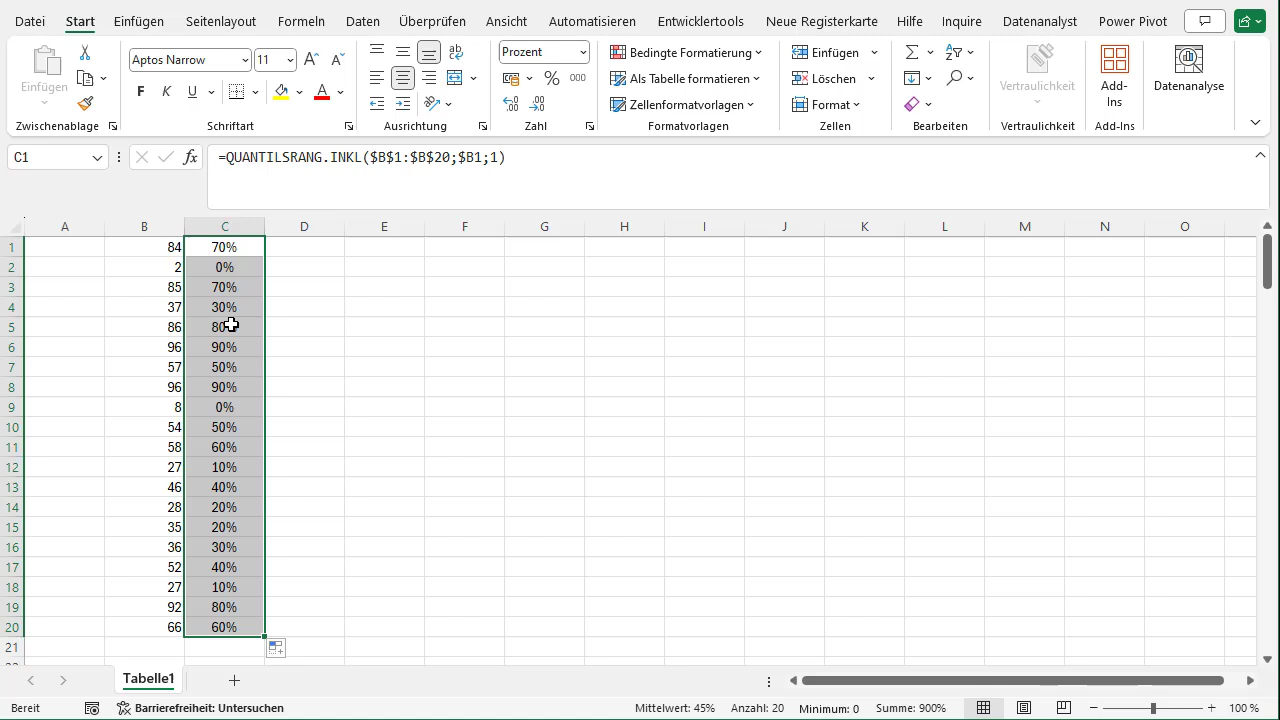 Datei Start Einfügen Seitenlayout Formeln Daten Überprüfen Ansicht Automatisieren Entwicklertools Neue Registerkarte Hilfe Inquire Datenanalyst Power Pivot
Einfügen
Zwischenablage
Aptos Narrow 11
F K U
Schriftart
Ausrichtung
Prozent
% 000
Zahl
Bedingte Formatierung
Als Tabelle formatieren
Zellenformatvorlagen
Formatvorlagen
Einfügen
Löschen
Format
Zellen
Bearbeiten
Vertraulichkeit
Vertraulichkeit
Add-
Ins
Add-Ins
Datenanalyse
C1 fx =QUANTILSRANG.INKL($B$1:$B$20;$B1;1)
A B C D E F G H I J K L M N O
1 84 70%
2 2 0%
3 85 70%
4 37 30%
5 86 80
6 96 90%
7 57 50%
8 96 90%
9 8 0%
10 54 50%
11 58 60%
12 27 10%
13 46 40%
14 28 20%
15 35 20%
16 36 30%
17 52 40%
18 27 10%
19 92 80%
20 66 60%
21
Tabelle1
Bereit Barrierefreiheit: Untersuchen Mittelwert: 45% Anzahl: 20 Minimum: 0 Summe: 900% 100 %